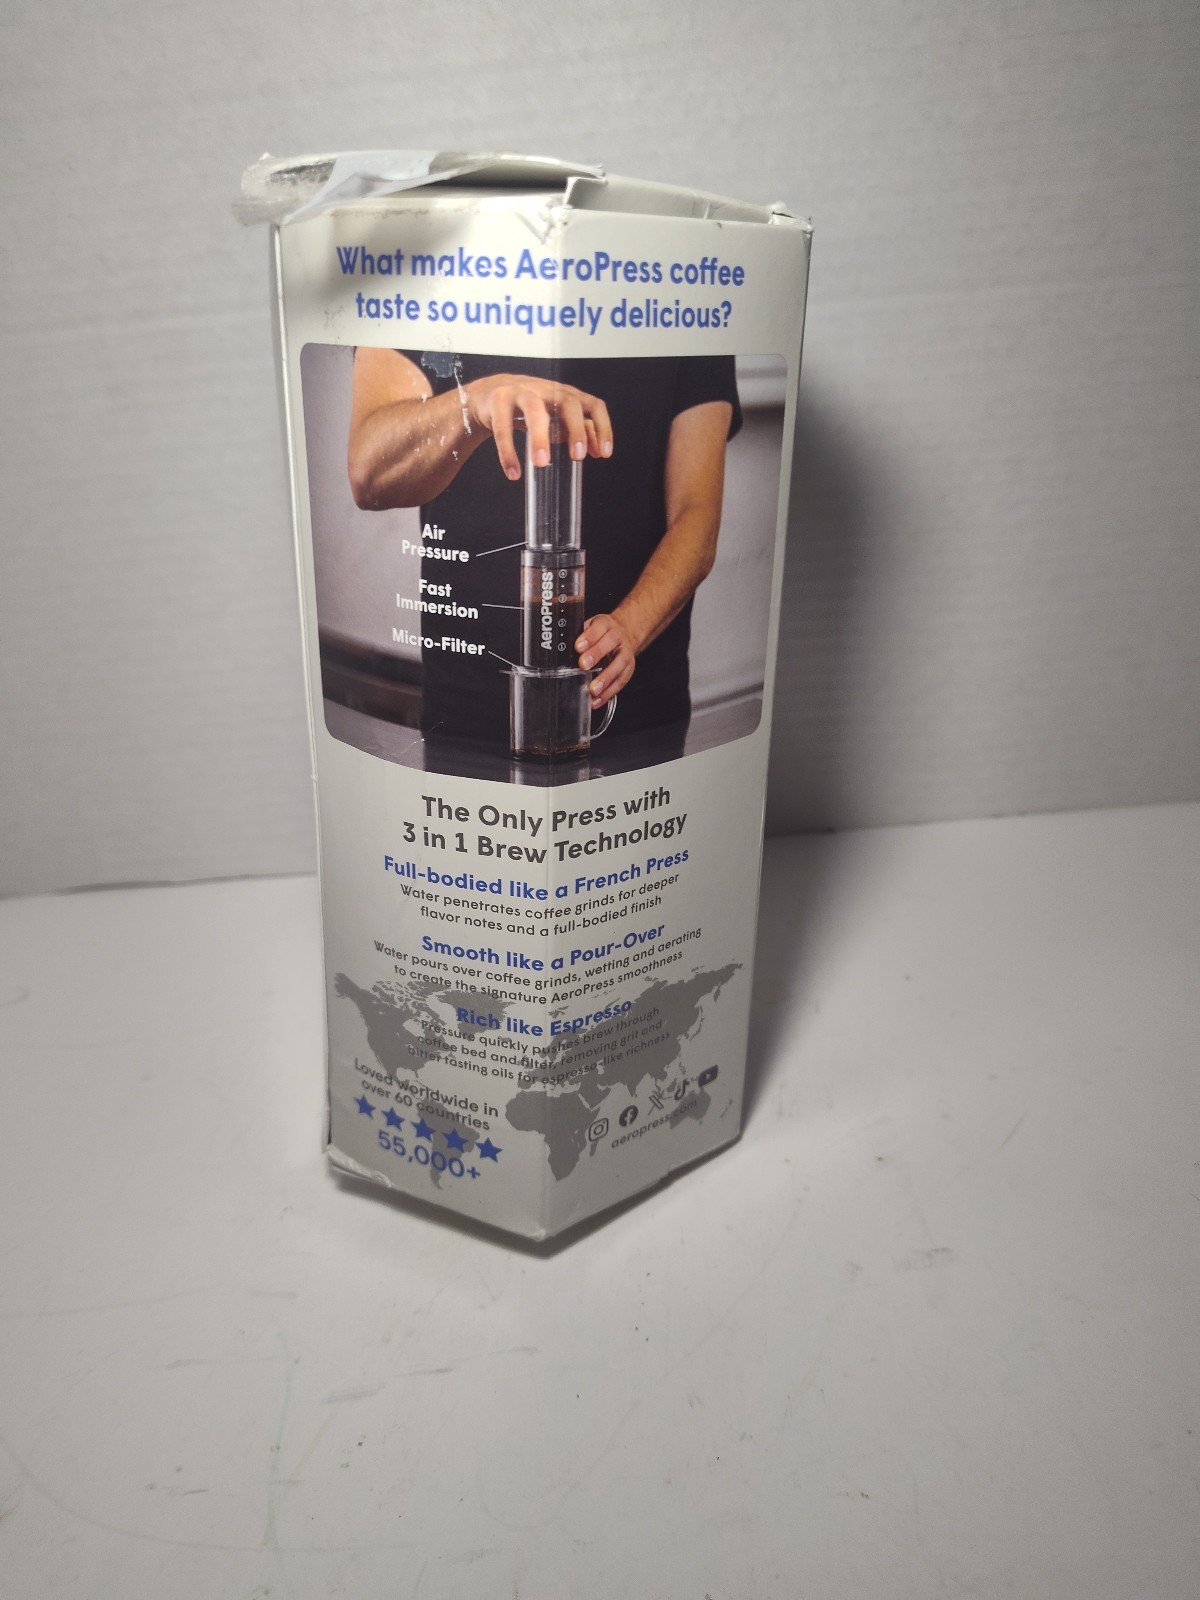 What makes AeroPress coffee
taste so uniquely delicious?
Air
Pressure
Fast
Immersion
Micro-Filter
AeroPress
The Only Press with
3 in 1 Brew Technology
Full-bodied like a French Press
Water penetrates coffee grinds for deeper
flavor notes and a full-bodied finish
Smooth like a Pour-Over
Water pours over coffee grinds, wetting and aerating
to create the signature AeroPress smoothness
Rich like Espresso
Pressure quickly pushes brew through
coffee bed and filter, removing grit and
bitter tasting oils for espresso-like richness
Loved worldwide in
over 60 countries
55,000+
aeropress.com